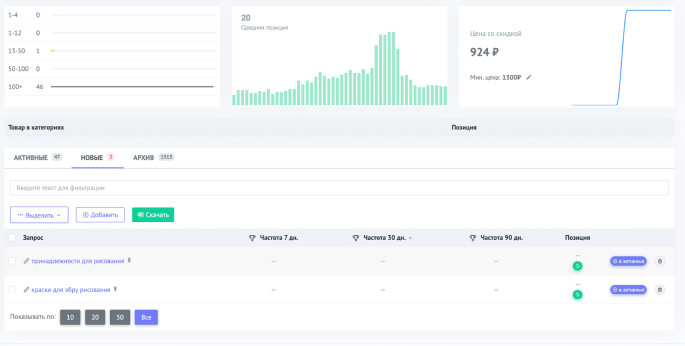 1-4 0
1-12 0
13-50 1
50-100 0
100+ 46
20
Средняя позиция
Цена со скидкой
924 ₽
Мин. цена: 1300₽
Товар в категориях Позиция
АКТИВНЫЕ 47 НОВЫЕ 2 АРХИВ 1313
Введите текст для фильтрации
Выделить Добавить Скачать
Запрос Частота 7 дн. Частота 30 дн. Частота 90 дн. Позиция
принадлежности для рисования — — — — в активные
краски для эбру рисования — — — — в активные
Показывать по: 10 20 50 Все